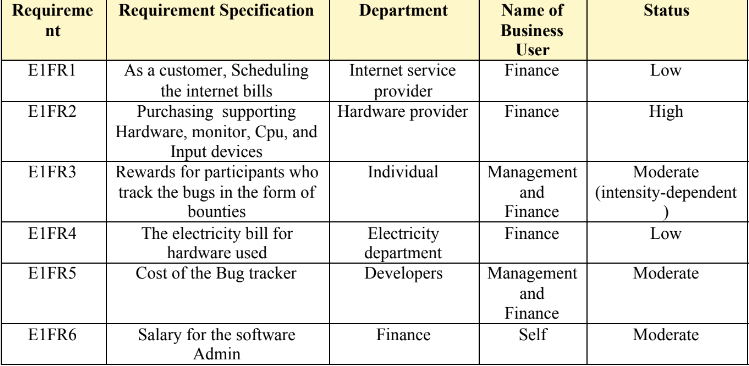 Requireme Requirement Specification Department Name of Status
nt Business
User
E1FR1 As a customer, Scheduling Internet service Finance Low
the internet bills provider
E1FR2 Purchasing supporting Hardware provider Finance High
Hardware, monitor, Cpu, and
Input devices
E1FR3 Rewards for participants who Individual Management Moderate
track the bugs in the form of and (intensity-dependent
bounties Finance )
E1FR4 The electricity bill for Electricity Finance Low
hardware used department
E1FR5 Cost of the Bug tracker Developers Management Moderate
and
Finance
E1FR6 Salary for the software Finance Self Moderate
Admin